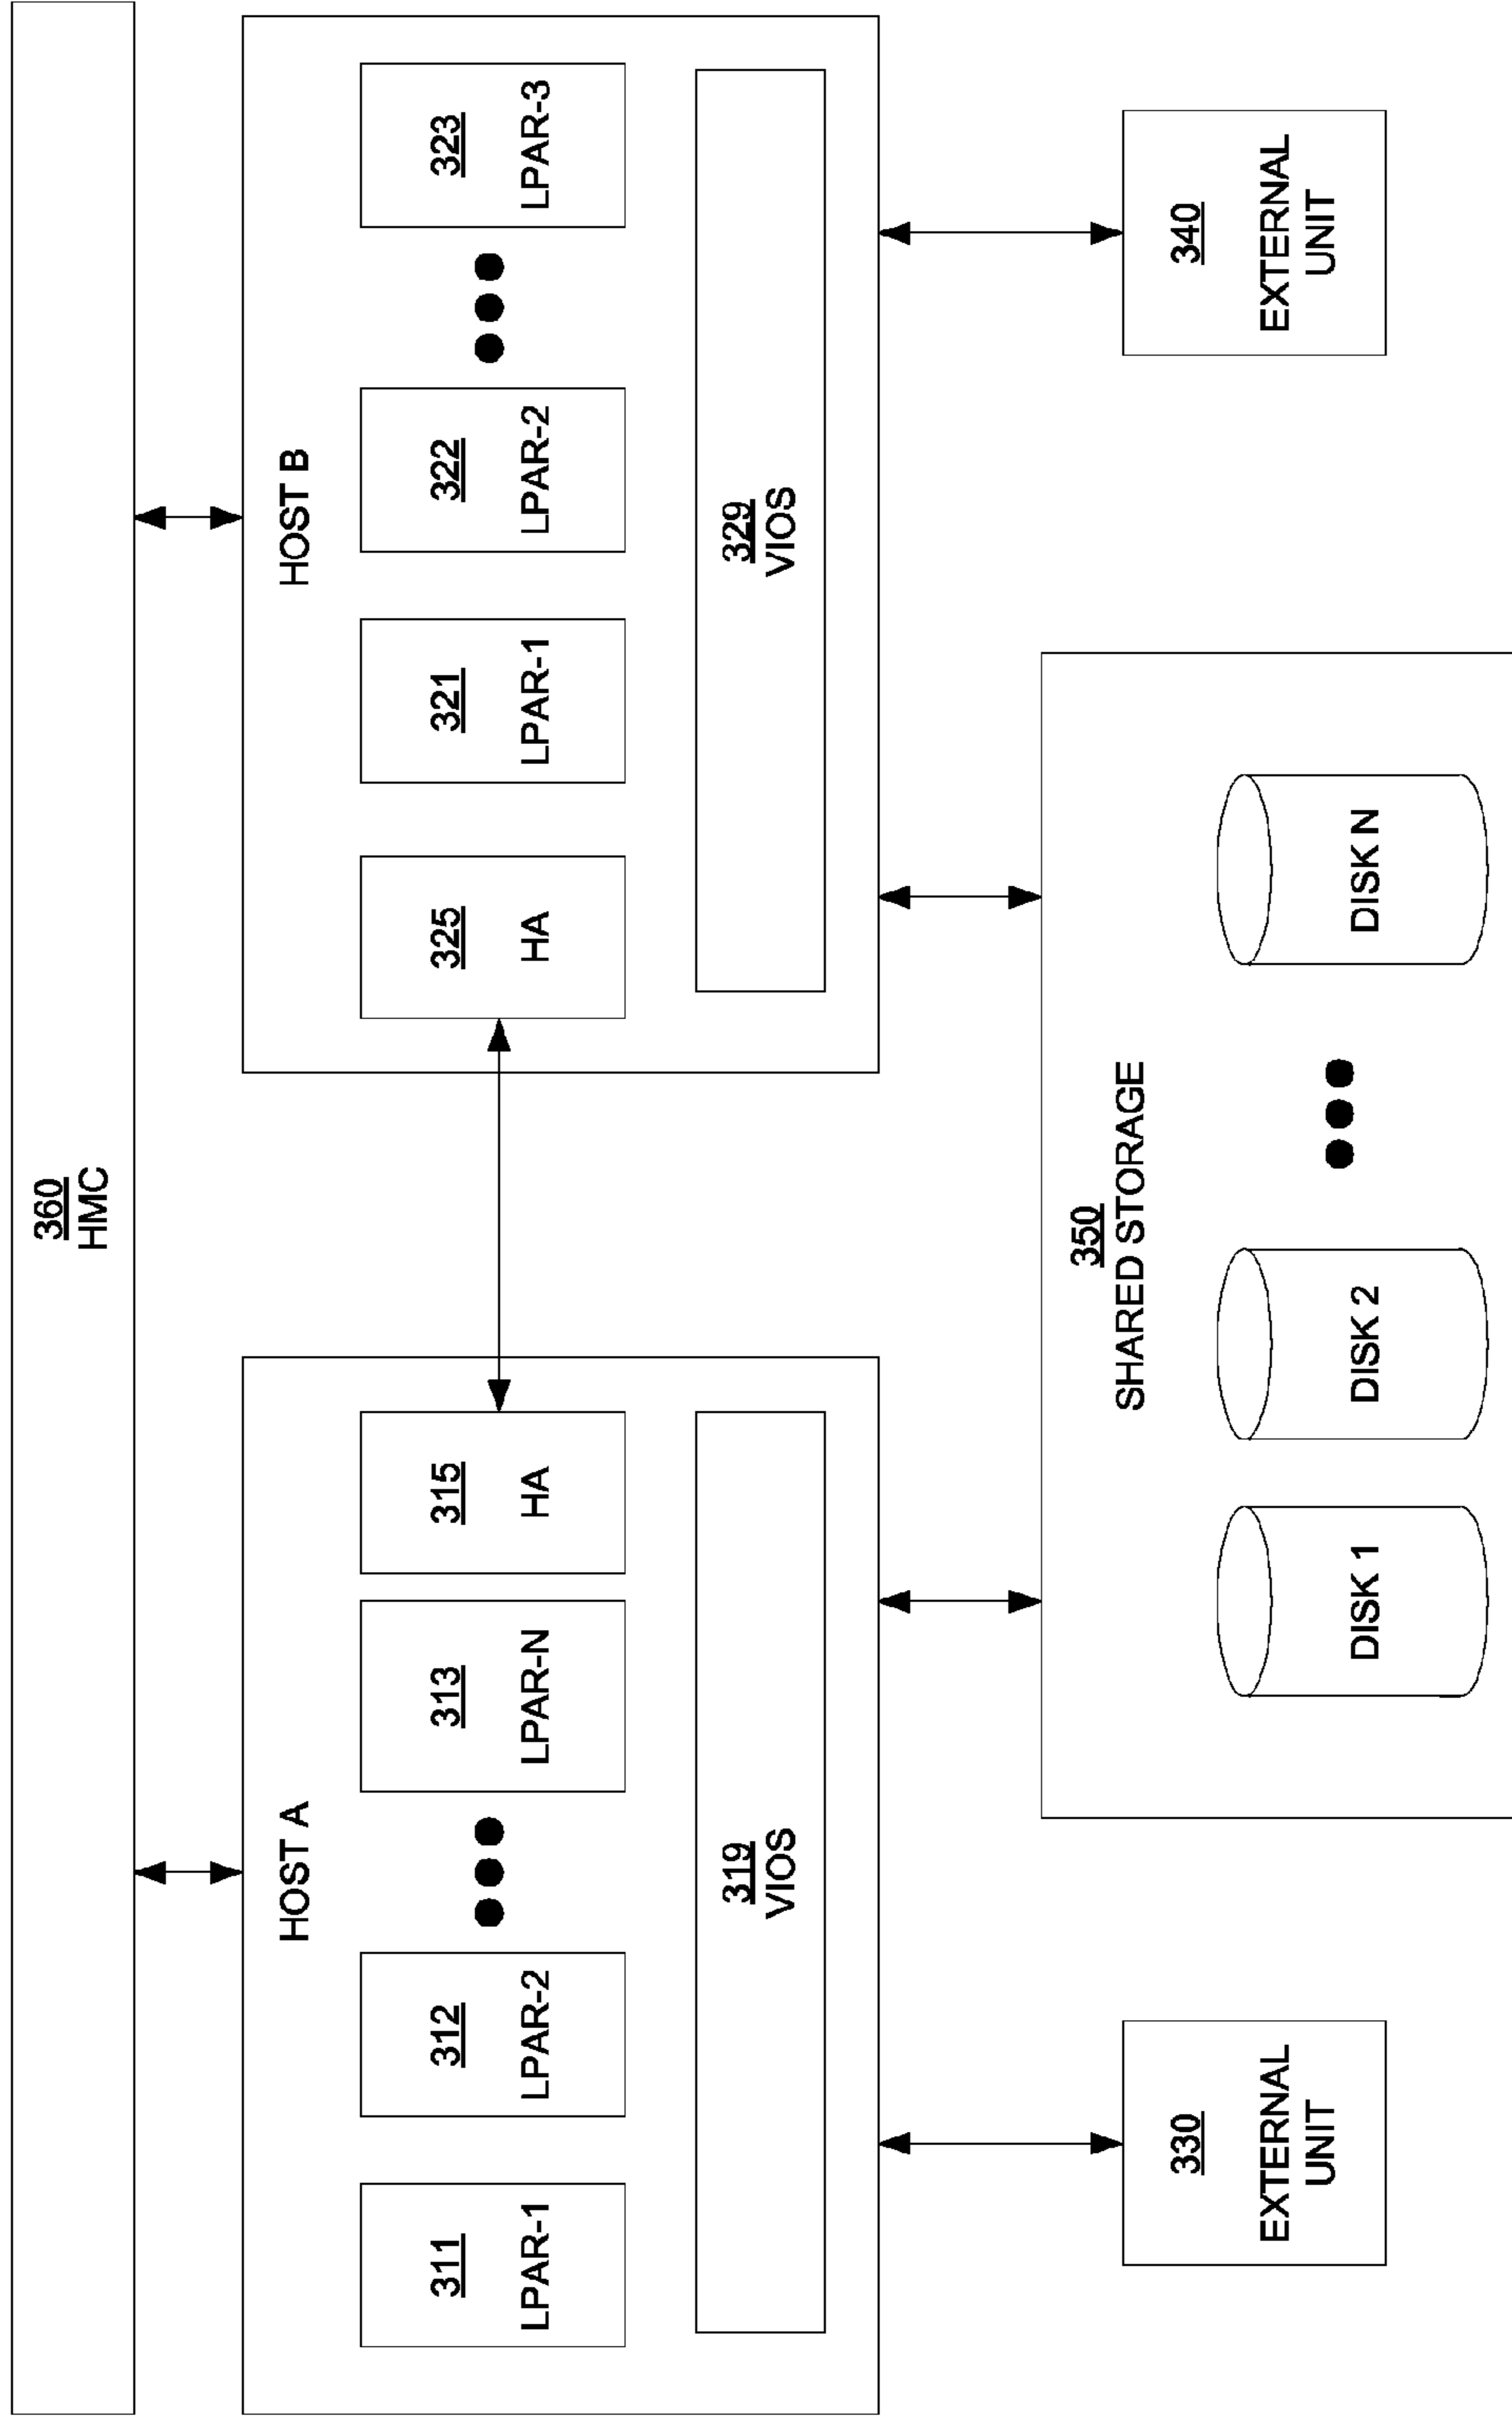 360
HMC
HOST A
311
LPAR-1
312
LPAR-2
313
LPAR-N
315
HA
319
VIOS
HOST B
325
HA
321
LPAR-1
322
LPAR-2
323
LPAR-3
329
VIOS
330
EXTERNAL
UNIT
350
SHARED STORAGE
DISK 1
DISK 2
DISK N
340
EXTERNAL
UNIT